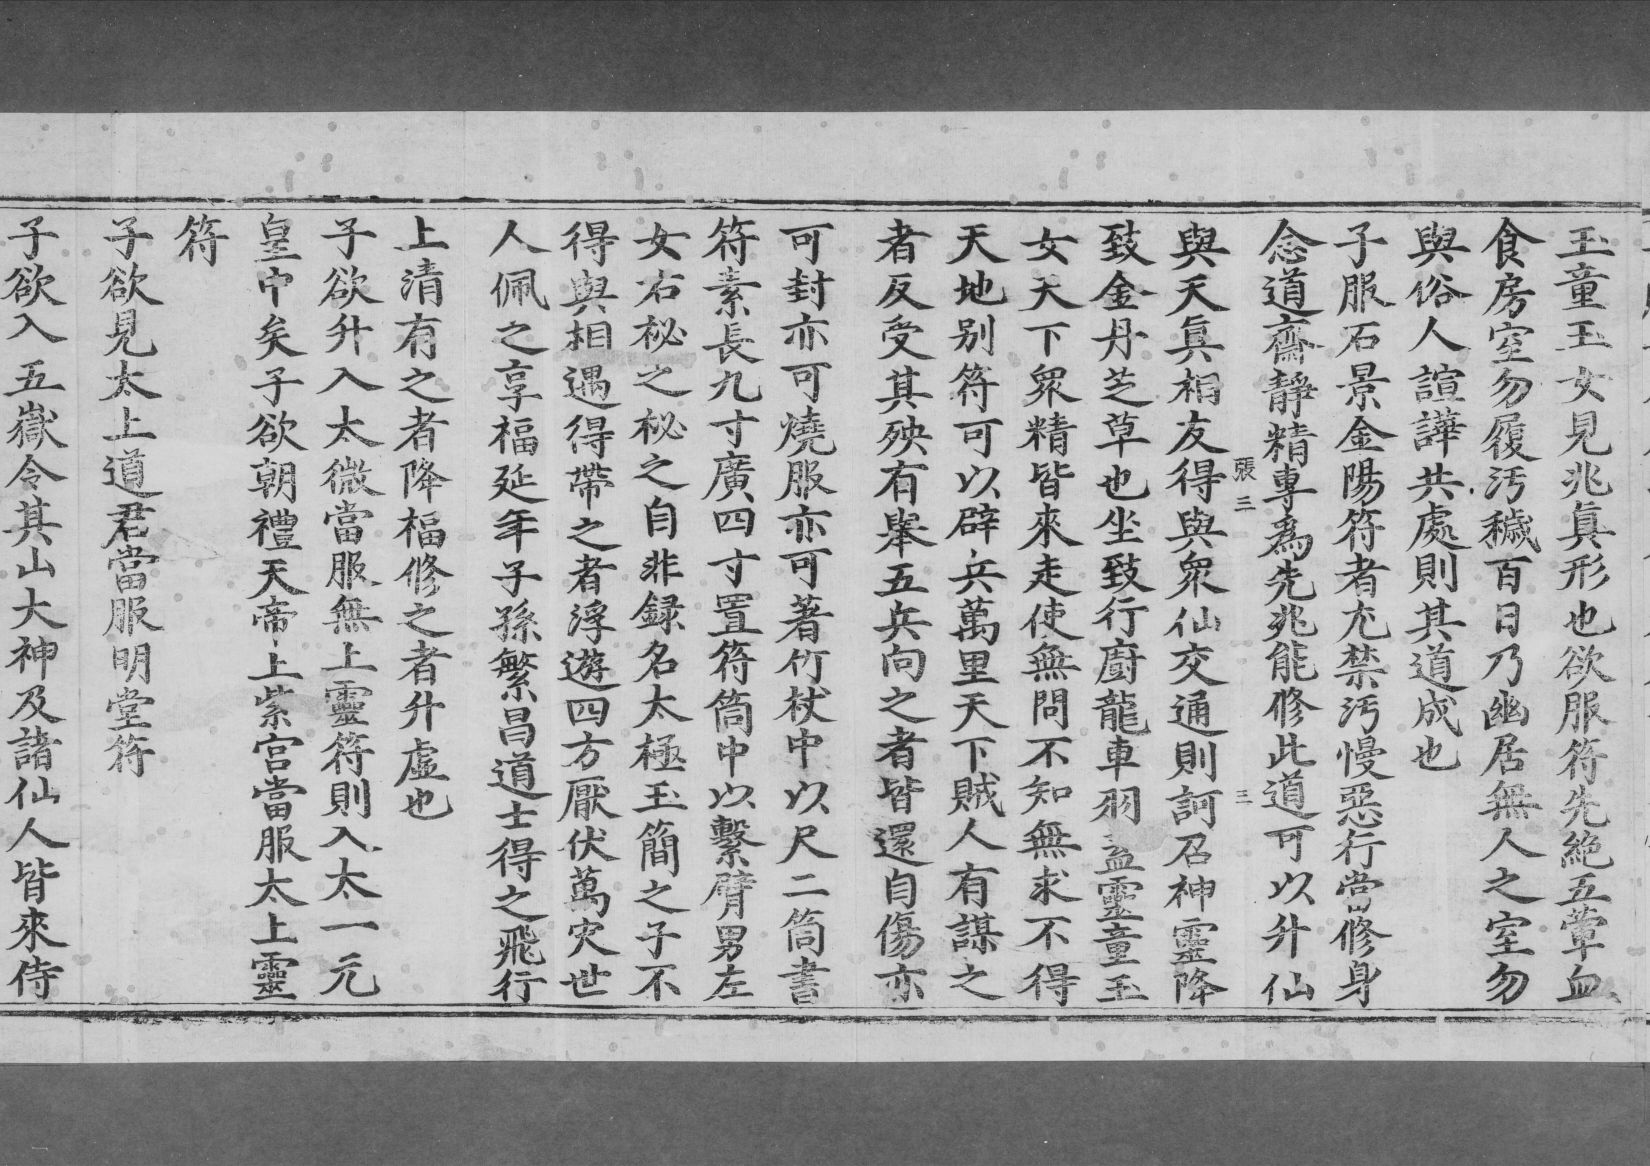 玉童玉女見兆真形也欲服符先絶五葷血
食房室勿履汚穢百日乃幽居無人之室勿
與俗人諠譁共處則其道成也
子服石景金陽符者尤禁汚慢惡行當修身
念道齋靜精專爲先兆能修此道可以升仙
張三
三
與天真相友得與衆仙交通則訶召神靈降
致金丹芝草也坐致行廚龍車羽盖靈童玉
女天下衆精皆來走使無問不知無求不得
天地别符可以辟兵萬里天下賊人有謀之
者反受其殃有舉五兵向之者皆還自傷亦
可封亦可燒服亦可著竹杖中以尺二筒書
符素長九寸廣四寸置符筒中以繫臂男左
女右秘之秘之自非録名太極玉簡之子不
得與相遇得帶之者浮遊四方厭伏萬灾世
人佩之享福延年子孫繁昌道士得之飛行
上清有之者降福修之者升虚也
子欲升入太微當服無上靈符則入太一元
皇中矣子欲朝禮天帝上紫宫當服太上靈
符
子欲見太上道君當服明堂符
子欲入五嶽令其山大神及諸仙人皆來侍